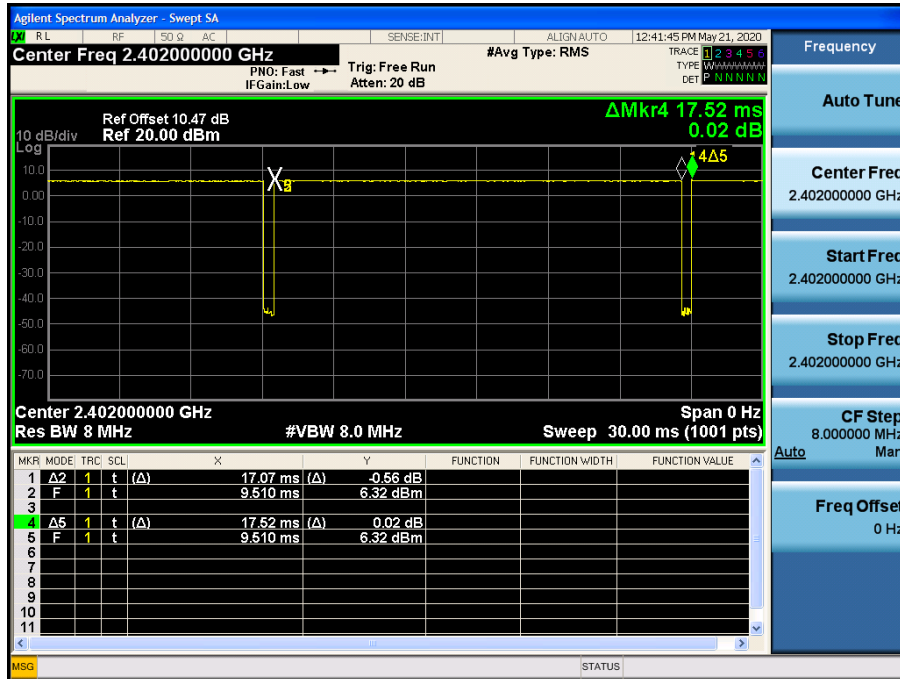 Agilent Spectrum Analyzer - Swept SA
LXI RL RF 50 Ω AC SENSE:INT ALIGN AUTO 12:41:45 PM May 21, 2020
Center Freq 2.402000000 GHz #Avg Type: RMS TRACE 1 2 3 4 5 6
PNO: Fast Trig: Free Run TYPE WWWWWW
IFGain:Low Atten: 20 dB DET P N N N N N
Ref Offset 10.47 dB ΔMkr4 17.52 ms
10 dB/div Ref 20.00 dBm 0.02 dB
Log
4Δ5
10.0
0.00
-10.0
-20.0
-30.0
-40.0
-50.0
-60.0
-70.0
Center 2.402000000 GHz Span 0 Hz
Res BW 8 MHz #VBW 8.0 MHz Sweep 30.00 ms (1001 pts)
MKR MODE TRC SCL X Y FUNCTION FUNCTION WIDTH FUNCTION VALUE
1 Δ2 1 t (Δ) 17.07 ms (Δ) -0.56 dB
2 F 1 t 9.510 ms 6.32 dBm
3
4 Δ5 1 t (Δ) 17.52 ms (Δ) 0.02 dB
5 F 1 t 9.510 ms 6.32 dBm
6
7
8
9
10
11
MSG STATUS
Frequency
Auto Tune
Center Freq
2.402000000 GHz
Start Freq
2.402000000 GHz
Stop Freq
2.402000000 GHz
CF Step
8.000000 MHz
Auto Man
Freq Offset
0 Hz